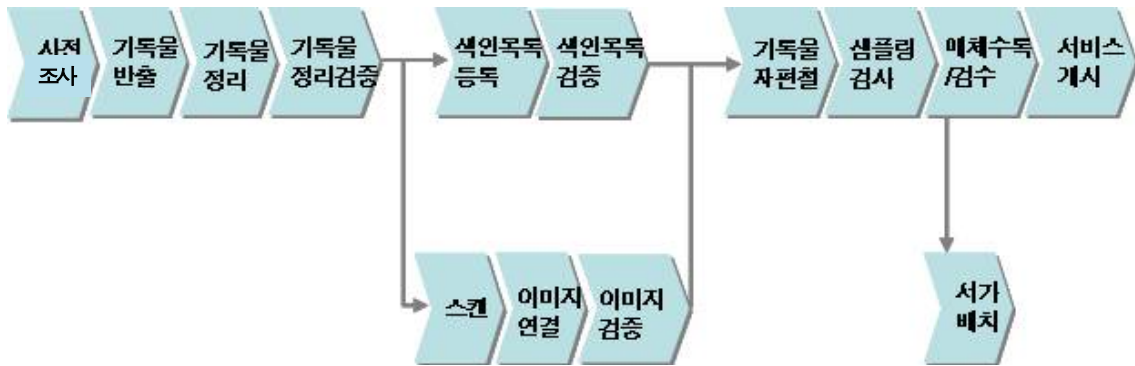 사전
조사
기록물
반출
기록물
정리
기록물
정리검증
색인목록
등록
색인목록
검증
기록물
자편철
샘플링
검사
매체수록
/검수
서비스
게시
스캔
이미지
연결
이미지
검증
서가
배치